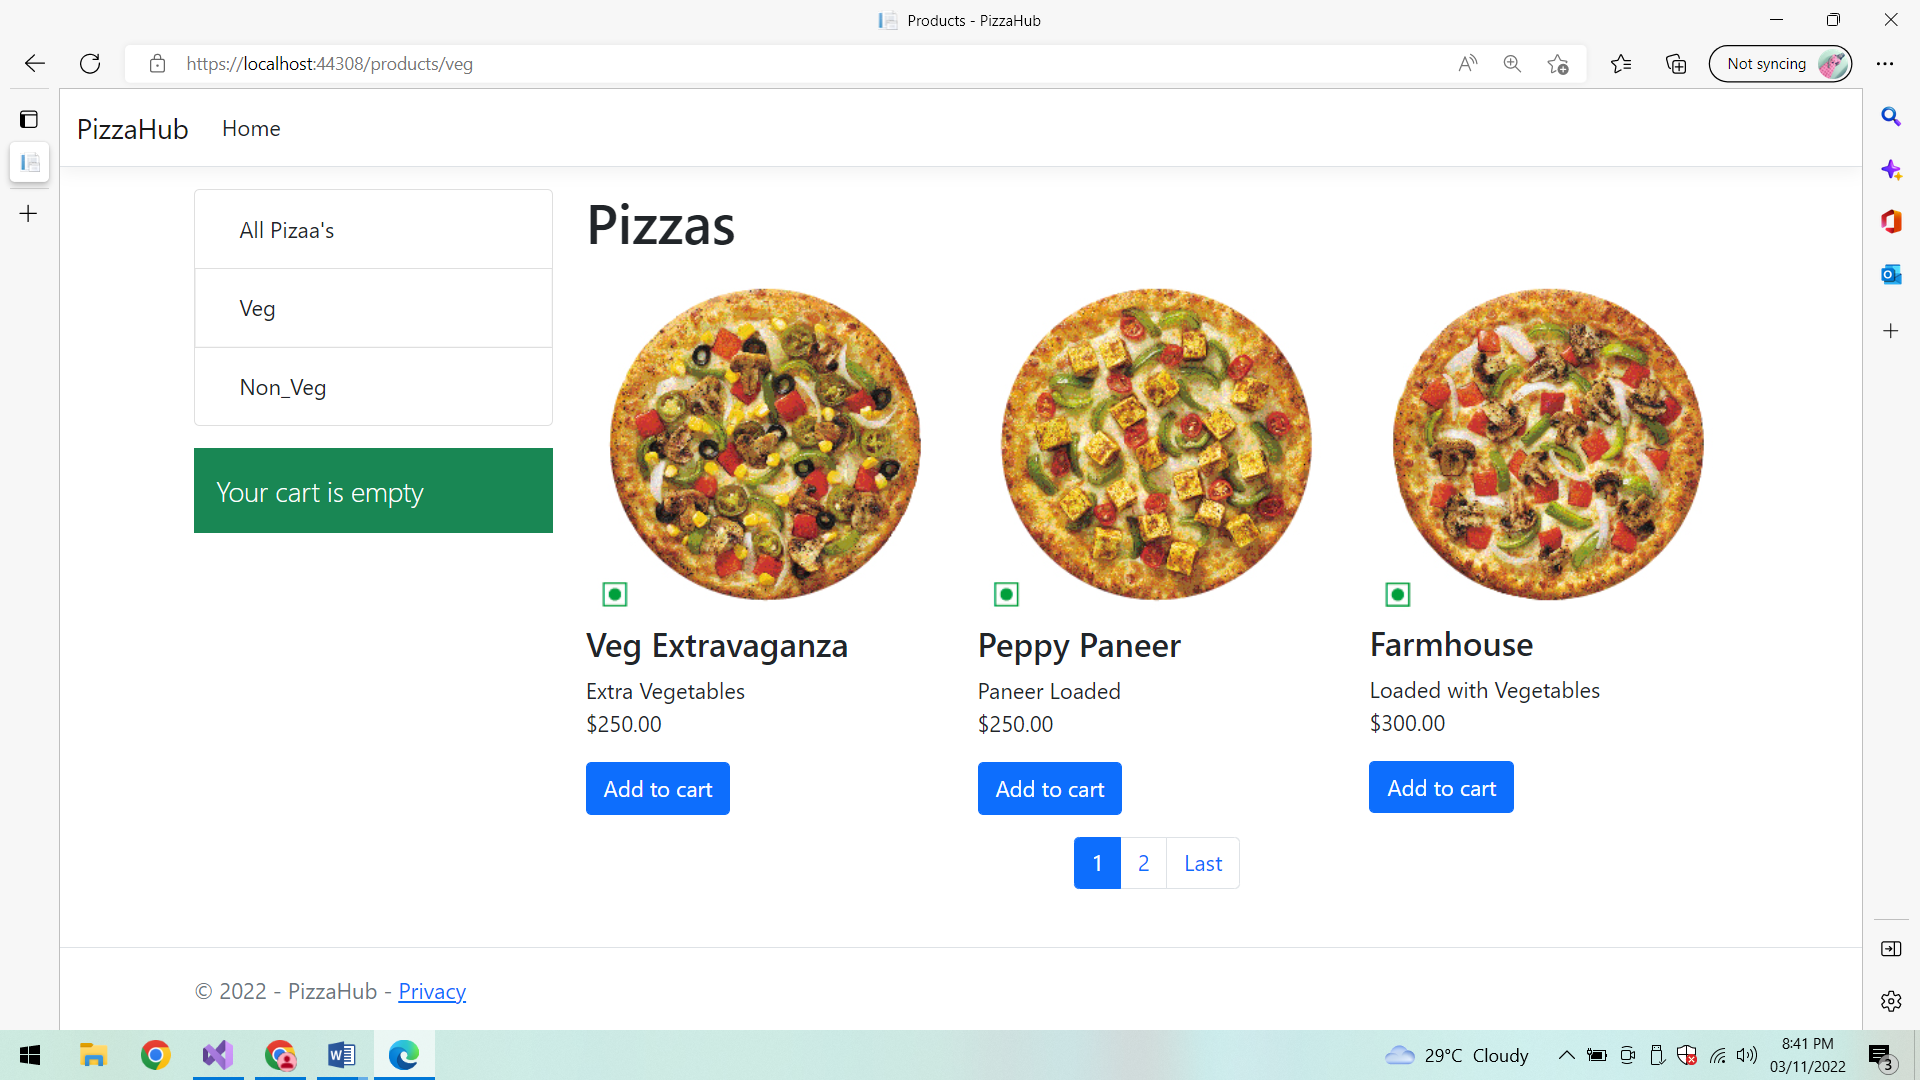 Products - PizzaHub
https://localhost:44308/products/veg
Not syncing
PizzaHub
Home
All Pizaa's
Veg
Non_Veg
Your cart is empty
Pizzas
Veg Extravaganza
Extra Vegetables
$250.00
Add to cart
Peppy Paneer
Paneer Loaded
$250.00
Add to cart
Farmhouse
Loaded with Vegetables
$300.00
Add to cart
1 2 Last
© 2022 - PizzaHub - Privacy
29°C Cloudy
8:41 PM
03/11/2022
3